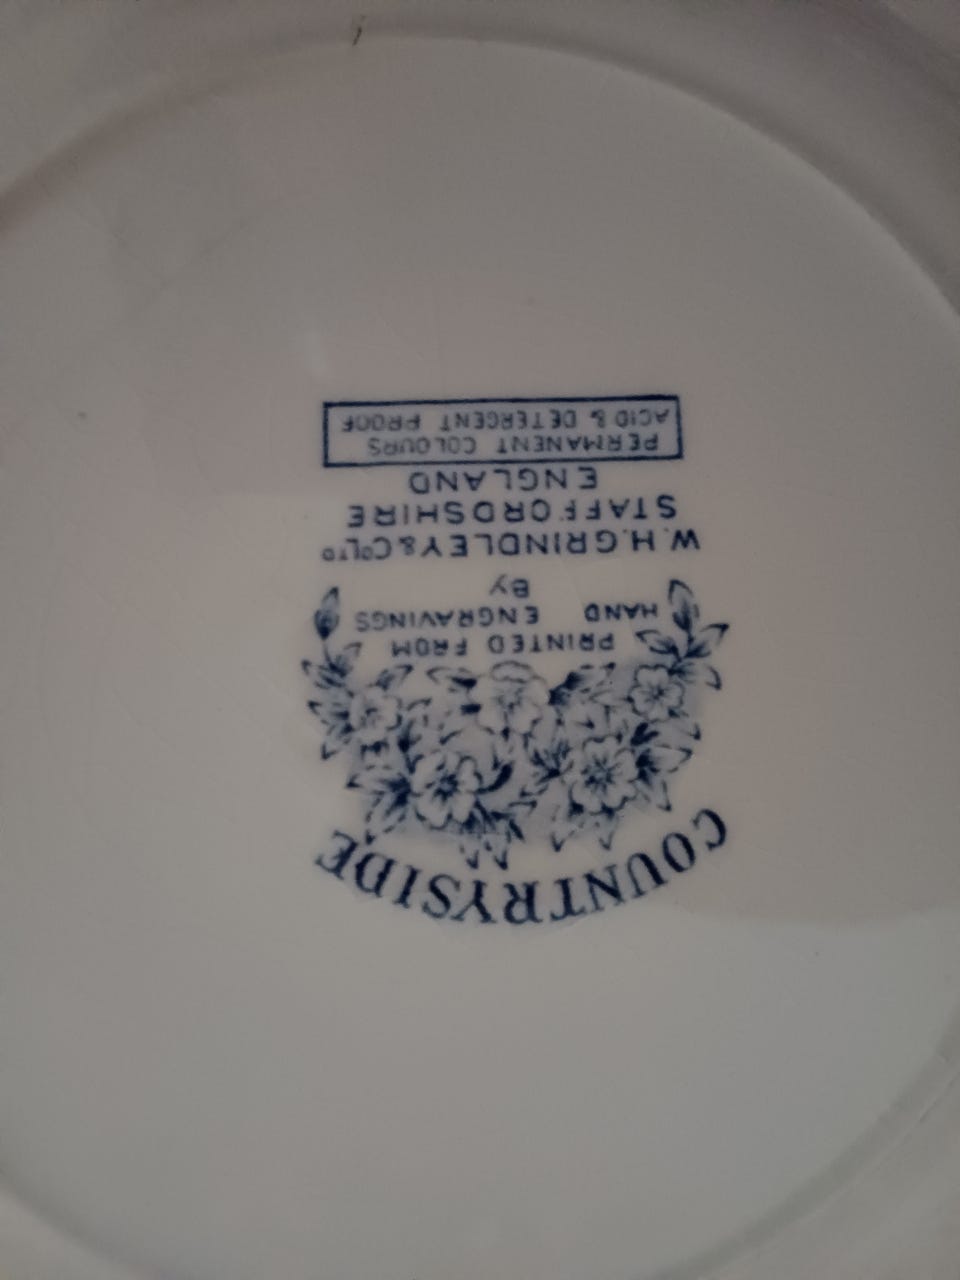 COUNTRYSIDE
PRINTED FROM
HAND ENGRAVINGS
BY
W.H.GRINDLEY & CO LTD
STAFFORDSHIRE
ENGLAND
PERMANENT COLOURS
ACID & DETERGENT PROOF